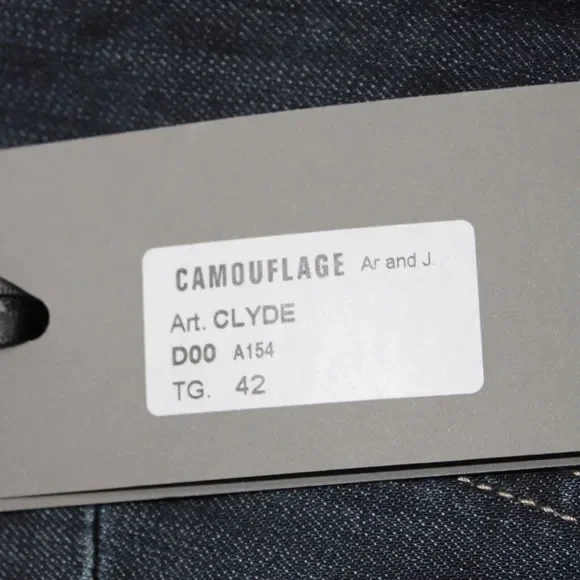 CAMOUFLAGE Ar and J.
Art. CLYDE
D00 A154
TG. 42